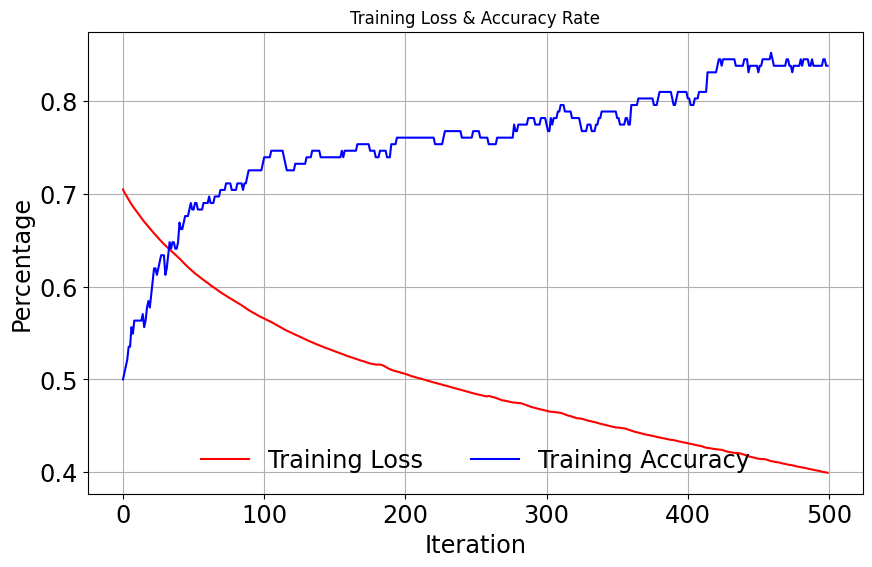 Training Loss & Accuracy Rate
Percentage
0.8
0.7
0.6
0.5
0.4
Training Loss
Training Accuracy
0 100 200 300 400 500
Iteration